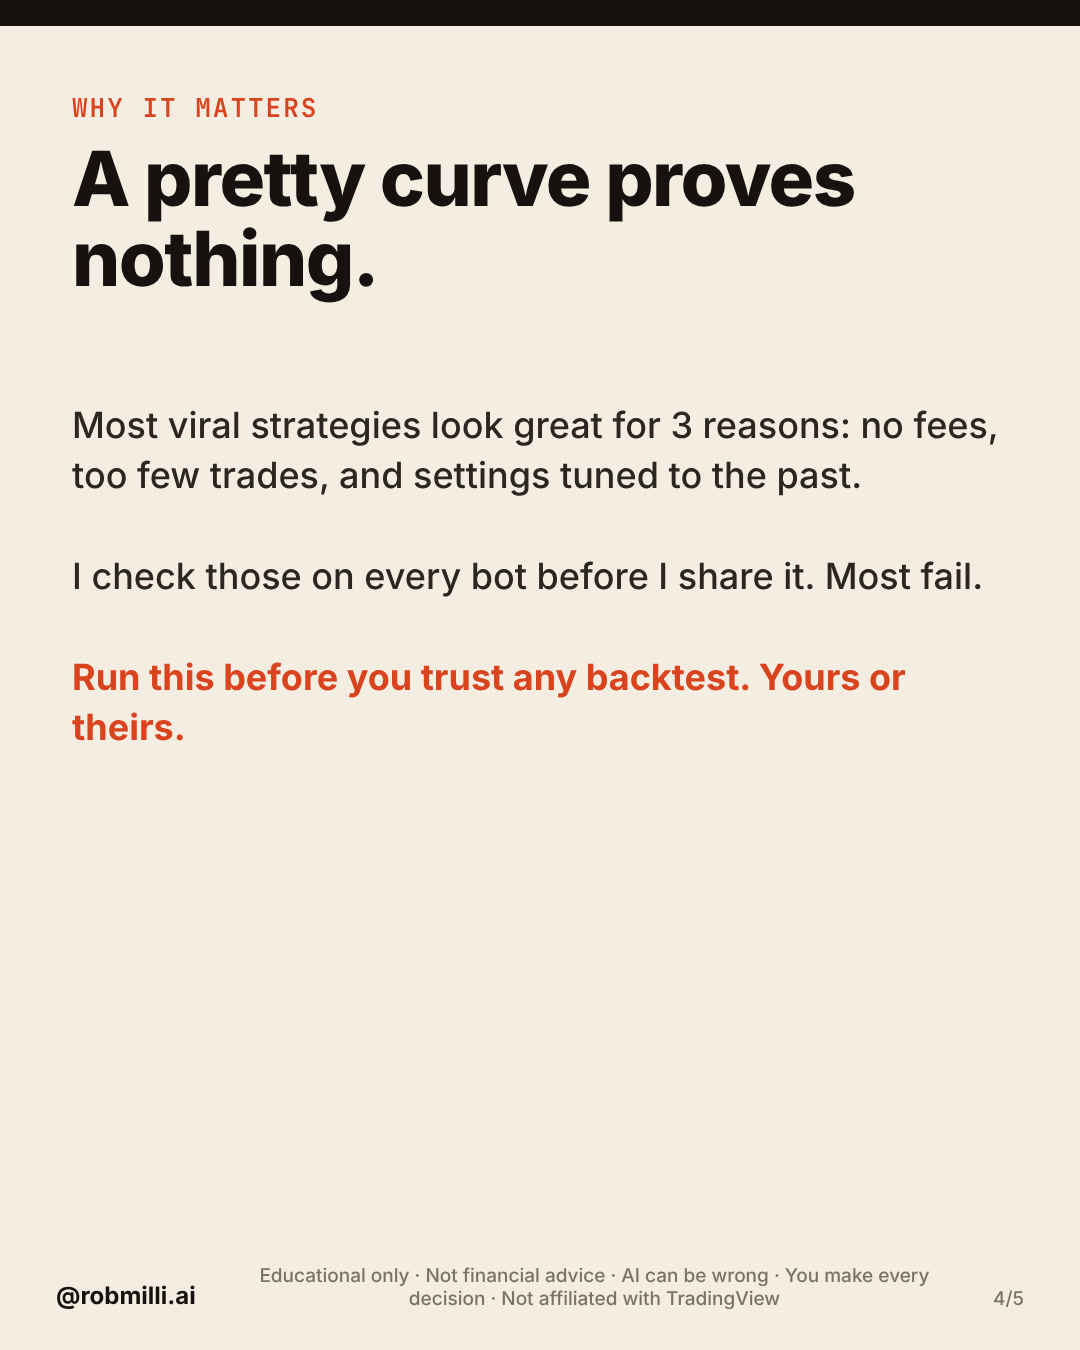 WHY IT MATTERS
A pretty curve proves
nothing.
Most viral strategies look great for 3 reasons: no fees,
too few trades, and settings tuned to the past.
I check those on every bot before I share it. Most fail.
Run this before you trust any backtest. Yours or
theirs.
@robmilli.ai
Educational only · Not financial advice · AI can be wrong · You make every
decision · Not affiliated with TradingView
4/5